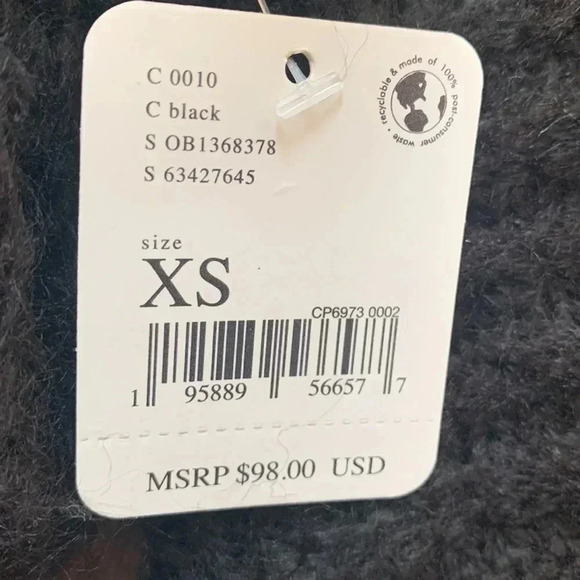 C 0010
C black
S OB1368378
S 63427645
• recyclable & made of 100% post-consumer waste
size
XS
CP6973 0002
1 95889 56657 7
MSRP $98.00 USD